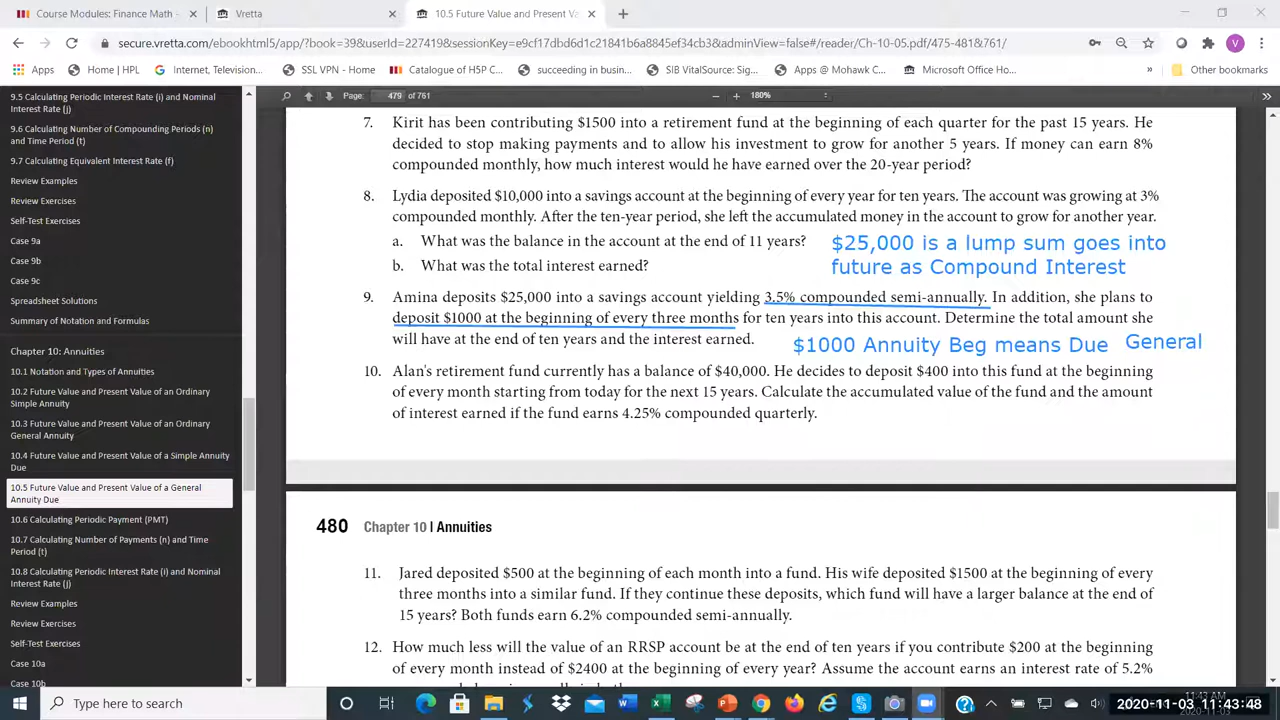 Course Modules: Finance Math
Vretta
10.5 Future Value and Present Va
secure.vretta.com/ebookhtml5/app/?book=39&userId=227419&sessionKey=e9cf17dbd6d1c21841b6a8845ef34cb3&adminView=false#/reader/Ch-10-05.pdf/475-481&761/
V
Apps
Home | HPL
Internet, Television...
SSL VPN - Home
Catalogue of H5P C...
succeeding in busin...
SIB VitalSource: Sig...
Apps @ Mohawk C...
Microsoft Office Ho...
»
Other bookmarks
Page: 479 of 761
180%
9.5 Calculating Periodic Interest Rate (i) and Nominal
Interest Rate (j)
9.6 Calculating Number of Compounding Periods (n)
and Time Period (t)
9.7 Calculating Equivalent Interest Rate (f)
Review Examples
Review Exercises
Self-Test Exercises
Case 9a
Case 9b
Case 9c
Spreadsheet Solutions
Summary of Notation and Formulas
Chapter 10: Annuities
10.1 Notation and Types of Annuities
10.2 Future Value and Present Value of an Ordinary
Simple Annuity
10.3 Future Value and Present Value of an Ordinary
General Annuity
10.4 Future Value and Present Value of a Simple Annuity
Due
10.5 Future Value and Present Value of a General
Annuity Due
10.6 Calculating Periodic Payment (PMT)
10.7 Calculating Number of Payments (n) and Time
Period (t)
10.8 Calculating Periodic Interest Rate (i) and Nominal
Interest Rate (j)
Review Examples
Review Exercises
Self-Test Exercises
Case 10a
Case 10b
7. Kirit has been contributing $1500 into a retirement fund at the beginning of each quarter for the past 15 years. He
decided to stop making payments and to allow his investment to grow for another 5 years. If money can earn 8%
compounded monthly, how much interest would he have earned over the 20-year period?
8. Lydia deposited $10,000 into a savings account at the beginning of every year for ten years. The account was growing at 3%
compounded monthly. After the ten-year period, she left the accumulated money in the account to grow for another year.
a. What was the balance in the account at the end of 11 years?
b. What was the total interest earned?
$25,000 is a lump sum goes into
future as Compound Interest
9. Amina deposits $25,000 into a savings account yielding 3.5% compounded semi-annually. In addition, she plans to
deposit $1000 at the beginning of every three months for ten years into this account. Determine the total amount she
will have at the end of ten years and the interest earned.
$1000 Annuity Beg means Due General
10. Alan's retirement fund currently has a balance of $40,000. He decides to deposit $400 into this fund at the beginning
of every month starting from today for the next 15 years. Calculate the accumulated value of the fund and the amount
of interest earned if the fund earns 4.25% compounded quarterly.
480 Chapter 10 | Annuities
11. Jared deposited $500 at the beginning of each month into a fund. His wife deposited $1500 at the beginning of every
three months into a similar fund. If they continue these deposits, which fund will have a larger balance at the end of
15 years? Both funds earn 6.2% compounded semi-annually.
12. How much less will the value of an RRSP account be at the end of ten years if you contribute $200 at the beginning
of every month instead of $2400 at the beginning of every year? Assume the account earns an interest rate of 5.2%
Type here to search
11:43 AM
2020-11-03 11:43:48